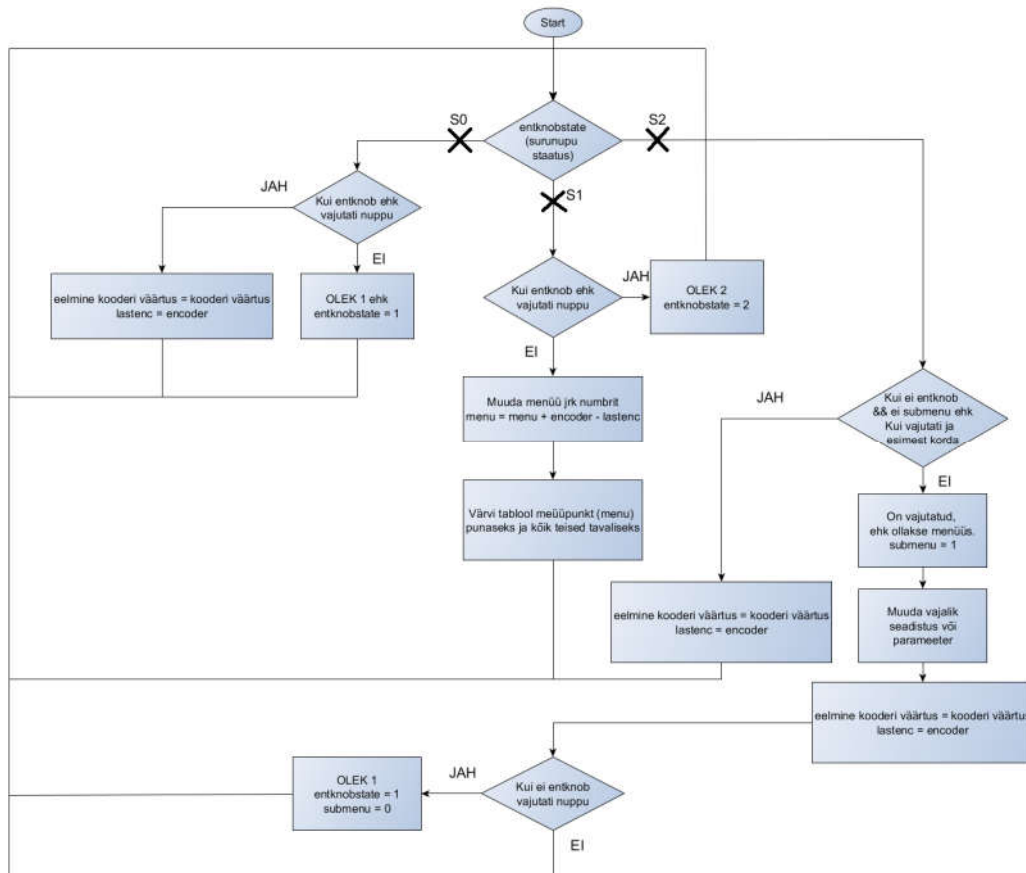 Start
S0
entknobstate
(surunupu
staatus)
S2
S1
JAH
Kui entknob ehk
vajutati nuppu
EI
eelmine kooderi väärtus = kooderi väärtus
lastenc = encoder
OLEK 1 ehk
entknobstate = 1
Kui entknob ehk
vajutati nuppu
JAH
OLEK 2
entknobstate = 2
EI
Muuda menüü jrk numbrit
menu = menu + encoder - lastenc
Värvi tablool meüüpunkt (menu)
punaseks ja kõik teised tavaliseks
JAH
Kui ei entknob
&& ei submenu ehk
Kui vajutati ja
esimest korda
EI
On vajutatud,
ehk ollakse menüüs.
submenu = 1
eelmine kooderi väärtus = kooderi väärtus
lastenc = encoder
Muuda vajalik
seadistus või
parameeter
eelmine kooderi väärtus = kooderi väärtus
lastenc = encoder
OLEK 1
entknobstate = 1
submenu = 0
JAH
Kui ei entknob
vajutati nuppu
EI